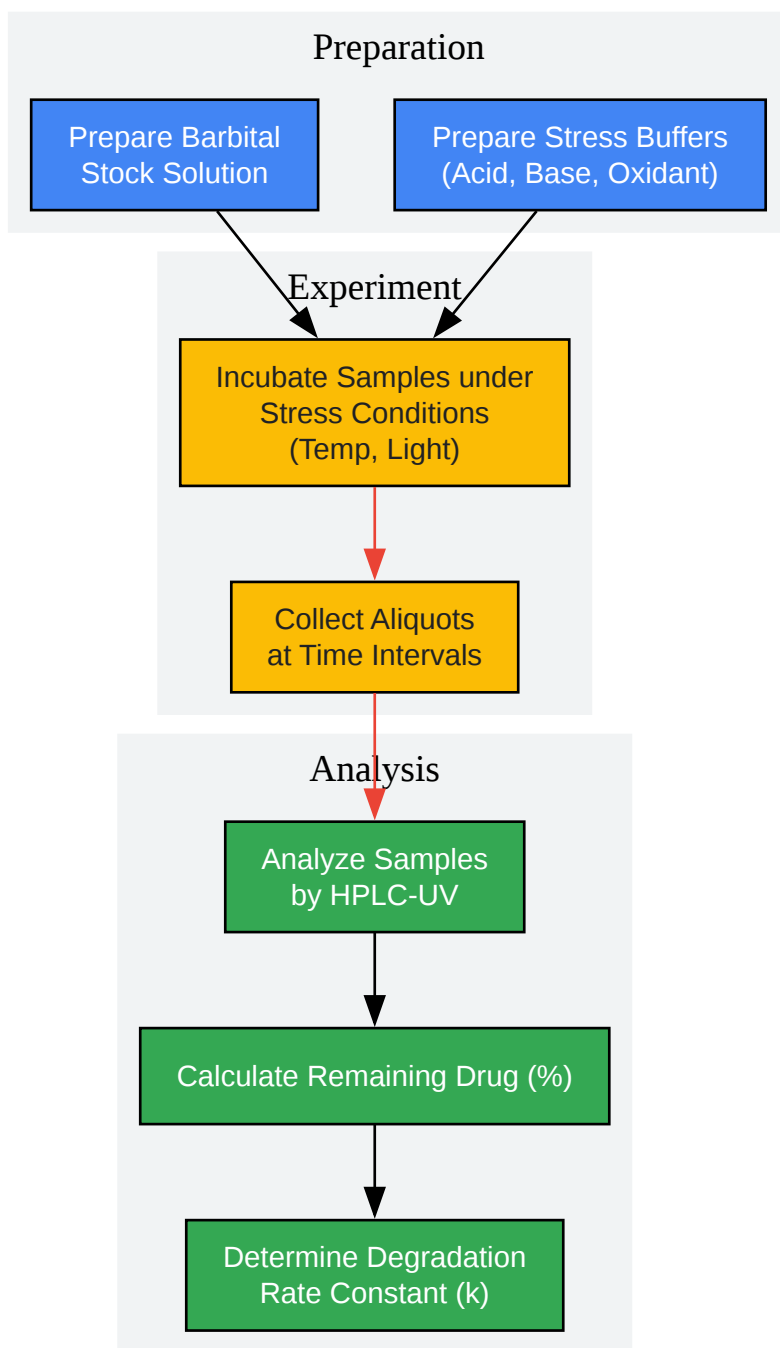 Preparation
Prepare Barbital
Stock Solution
Prepare Stress Buffers
(Acid, Base, Oxidant)
Experiment
Incubate Samples under
Stress Conditions
(Temp, Light)
Collect Aliquots
at Time Intervals
Analysis
Analyze Samples
by HPLC-UV
Calculate Remaining Drug (%)
Determine Degradation
Rate Constant (k)